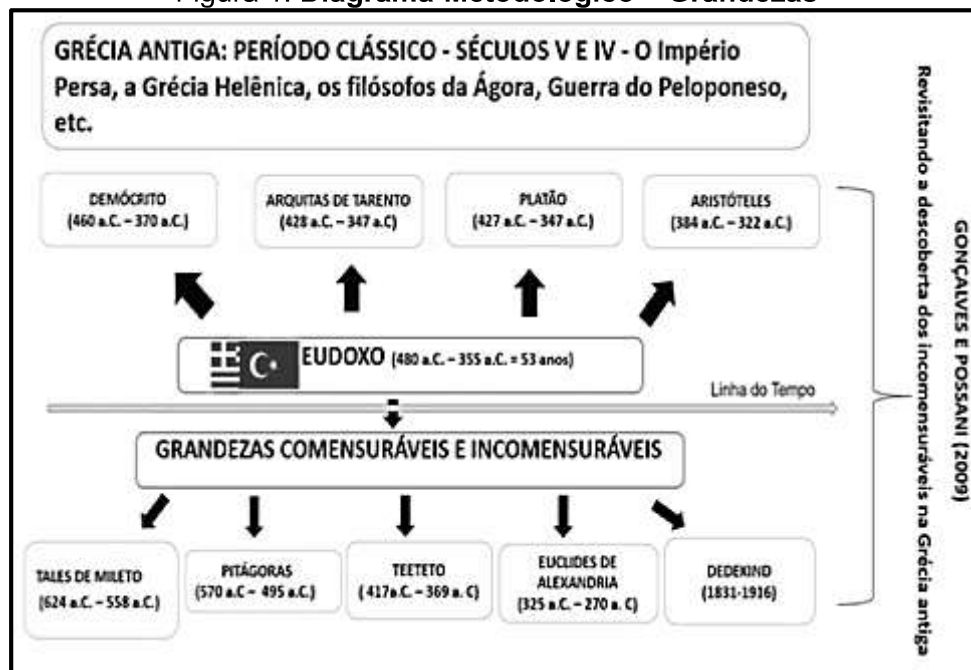 Figura 1: Diagrama Metodológico – Grandezas
GRÉCIA ANTIGA: PERÍODO CLÁSSICO - SÉCULOS V E IV - O Império
Persa, a Grécia Helênica, os filósofos da Ágora, Guerra do Peloponeso,
etc.
DEMÓCRITO
(460 a.C. – 370 a.C.)
ARQUITAS DE TARENTO
(428 a.C. – 347 a.C)
PLATÃO
(427 a.C. – 347 a.C.)
ARISTÓTELES
(384 a.C. – 322 a.C.)
EUDOXO (480 a.C. – 355 a.C. = 53 anos)
Linha do Tempo
GRANDEZAS COMENSURÁVEIS E INCOMENSURÁVEIS
TALES DE MILETO
(624 a.C. – 558 a.C.)
PITÁGORAS
(570 a.C – 495 a.C.)
TEETETO
( 417a.C. – 369 a. C)
EUCLIDES DE
ALEXANDRIA
(325 a.C. – 270 a. C)
DEDEKIND
(1831-1916)
GONÇALVES E POSSANI (2009)
Revisitando a descoberta dos incomensuráveis na Grécia antiga